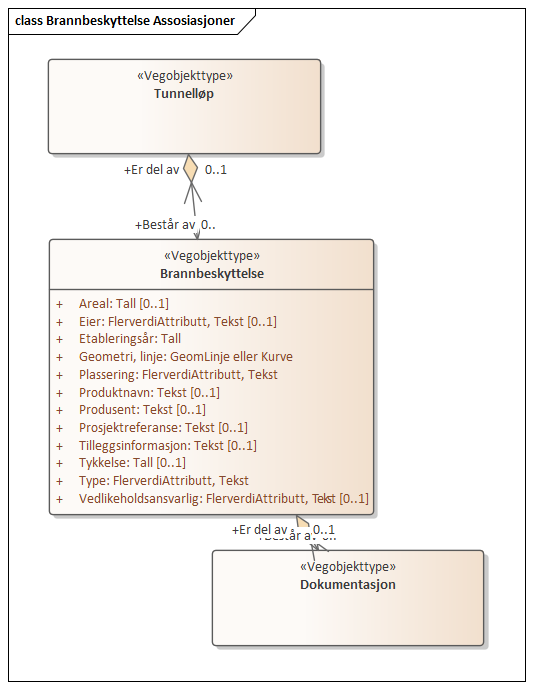 class Brannbeskyttelse Assosiasjoner
«Vegobjekttype»
Tunnelløp
+Er del av 0..1
+Består av 0..
«Vegobjekttype»
Brannbeskyttelse
+ Areal: Tall [0..1]
+ Eier: FlerverdiAttributt, Tekst [0..1]
+ Etableringsår: Tall
+ Geometri, linje: GeomLinje eller Kurve
+ Plassering: FlerverdiAttributt, Tekst
+ Produktnavn: Tekst [0..1]
+ Produsent: Tekst [0..1]
+ Prosjektreferanse: Tekst [0..1]
+ Tilleggsinformasjon: Tekst [0..1]
+ Tykkelse: Tall [0..1]
+ Type: FlerverdiAttributt, Tekst
+ Vedlikeholdsansvarlig: FlerverdiAttributt, Tekst [0..1]
+Er del av 0..1
«Vegobjekttype»
Dokumentasjon